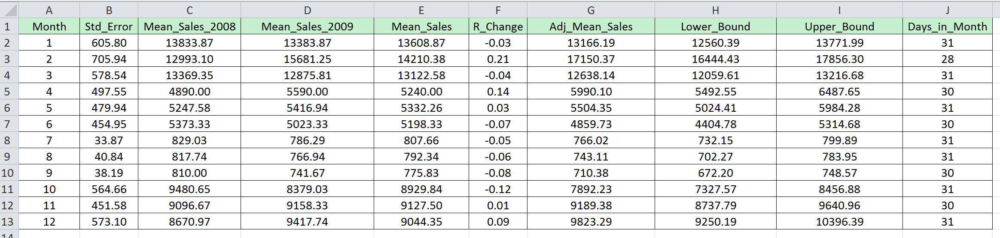 A B C D E F G H I J
1 Month Std_Error Mean_Sales_2008 Mean_Sales_2009 Mean_Sales R_Change Adj_Mean_Sales Lower_Bound Upper_Bound Days_in_Month
2 1 605.80 13833.87 13383.87 13608.87 -0.03 13166.19 12560.39 13771.99 31
3 2 705.94 12993.10 15681.25 14210.38 0.21 17150.37 16444.43 17856.30 28
4 3 578.54 13369.35 12875.81 13122.58 -0.04 12638.14 12059.61 13216.68 31
5 4 497.55 4890.00 5590.00 5240.00 0.14 5990.10 5492.55 6487.65 30
6 5 479.94 5247.58 5416.94 5332.26 0.03 5504.35 5024.41 5984.28 31
7 6 454.95 5373.33 5023.33 5198.33 -0.07 4859.73 4404.78 5314.68 30
8 7 33.87 829.03 786.29 807.66 -0.05 766.02 732.15 799.89 31
9 8 40.84 817.74 766.94 792.34 -0.06 743.11 702.27 783.95 31
10 9 38.19 810.00 741.67 775.83 -0.08 710.38 672.20 748.57 30
11 10 564.66 9480.65 8379.03 8929.84 -0.12 7892.23 7327.57 8456.88 31
12 11 451.58 9096.67 9158.33 9127.50 0.01 9189.38 8737.79 9640.96 30
13 12 573.10 8670.97 9417.74 9044.35 0.09 9823.29 9250.19 10396.39 31
14